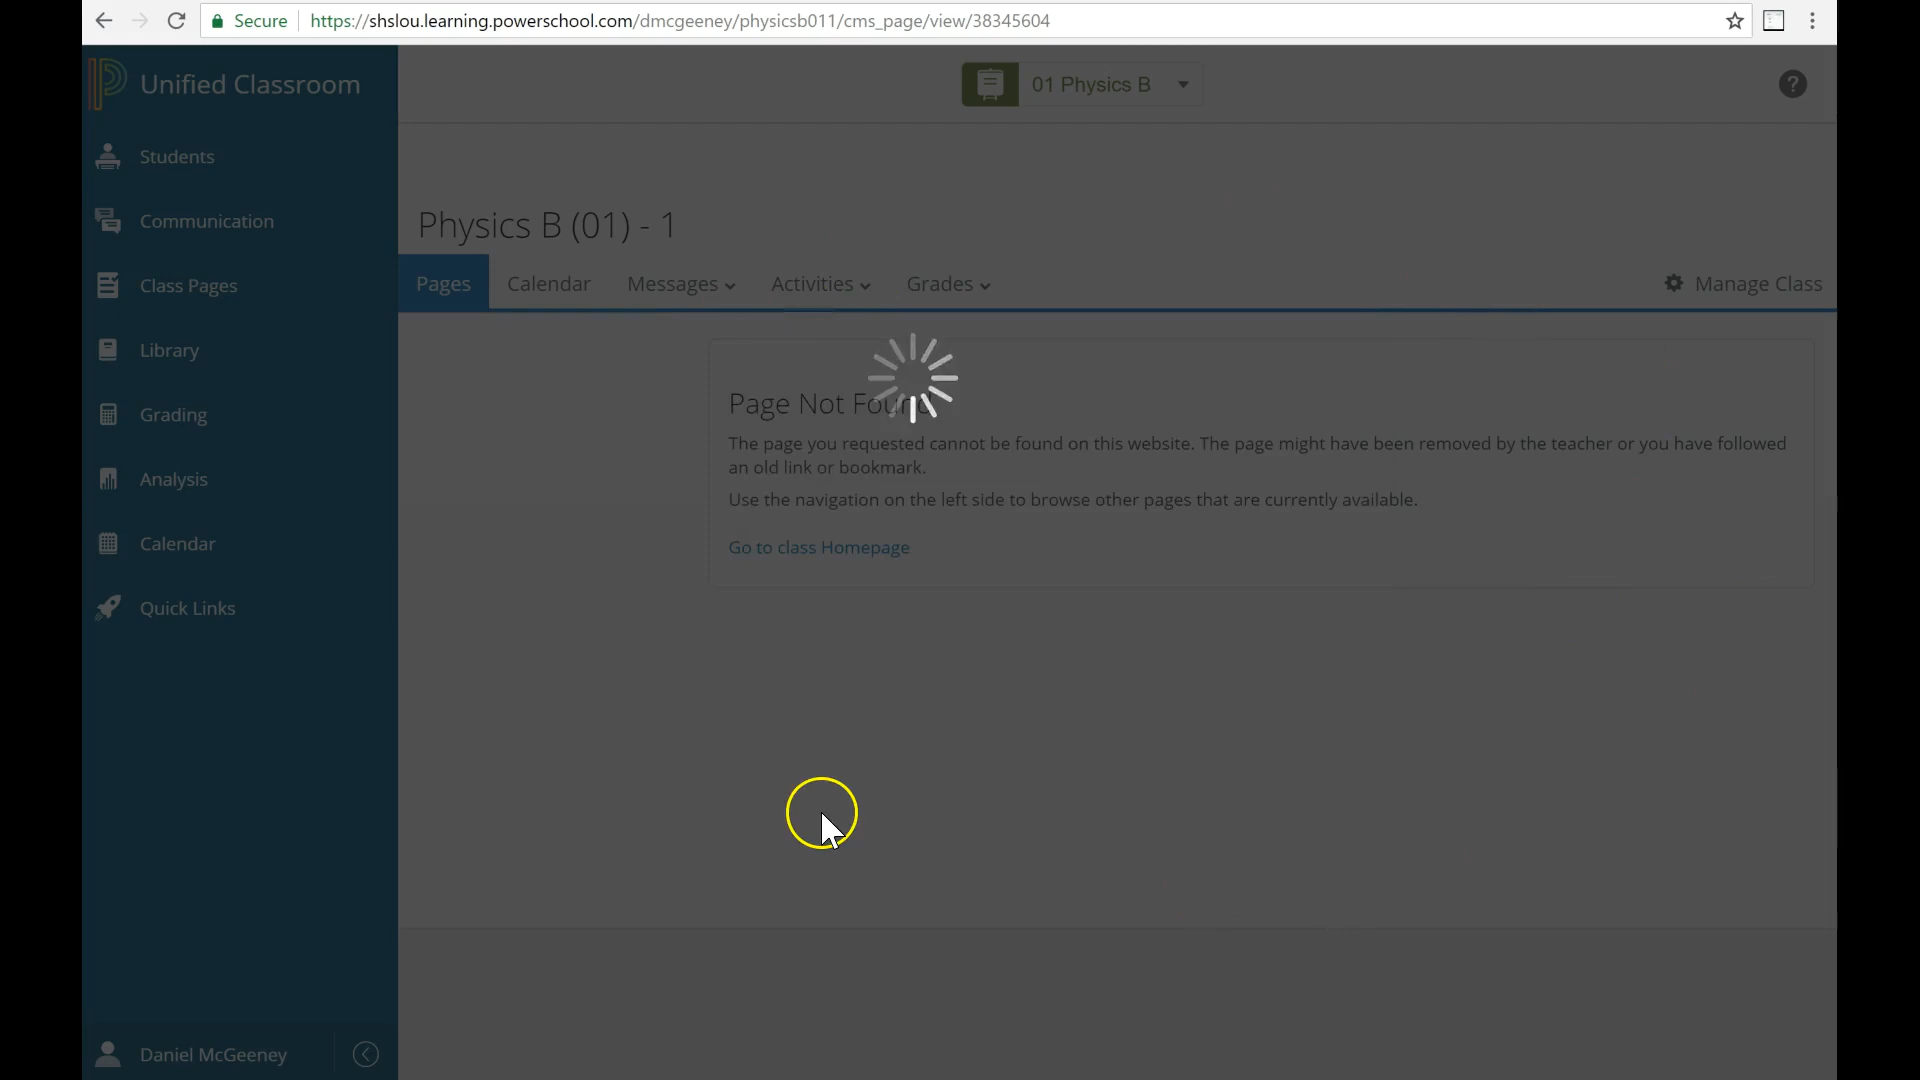 Secure https://shslou.learning.powerschool.com/dmcgeeney/physicsb011/cms_page/view/38345604
Unified Classroom
01 Physics B
?
Students
Communication
Class Pages
Library
Grading
Analysis
Calendar
Quick Links
Daniel McGeeney
Physics B (01) - 1
Pages Calendar Messages Activities Grades Manage Class
Page Not Found
The page you requested cannot be found on this website. The page might have been removed by the teacher or you have followed
an old link or bookmark.
Use the navigation on the left side to browse other pages that are currently available.
Go to class Homepage